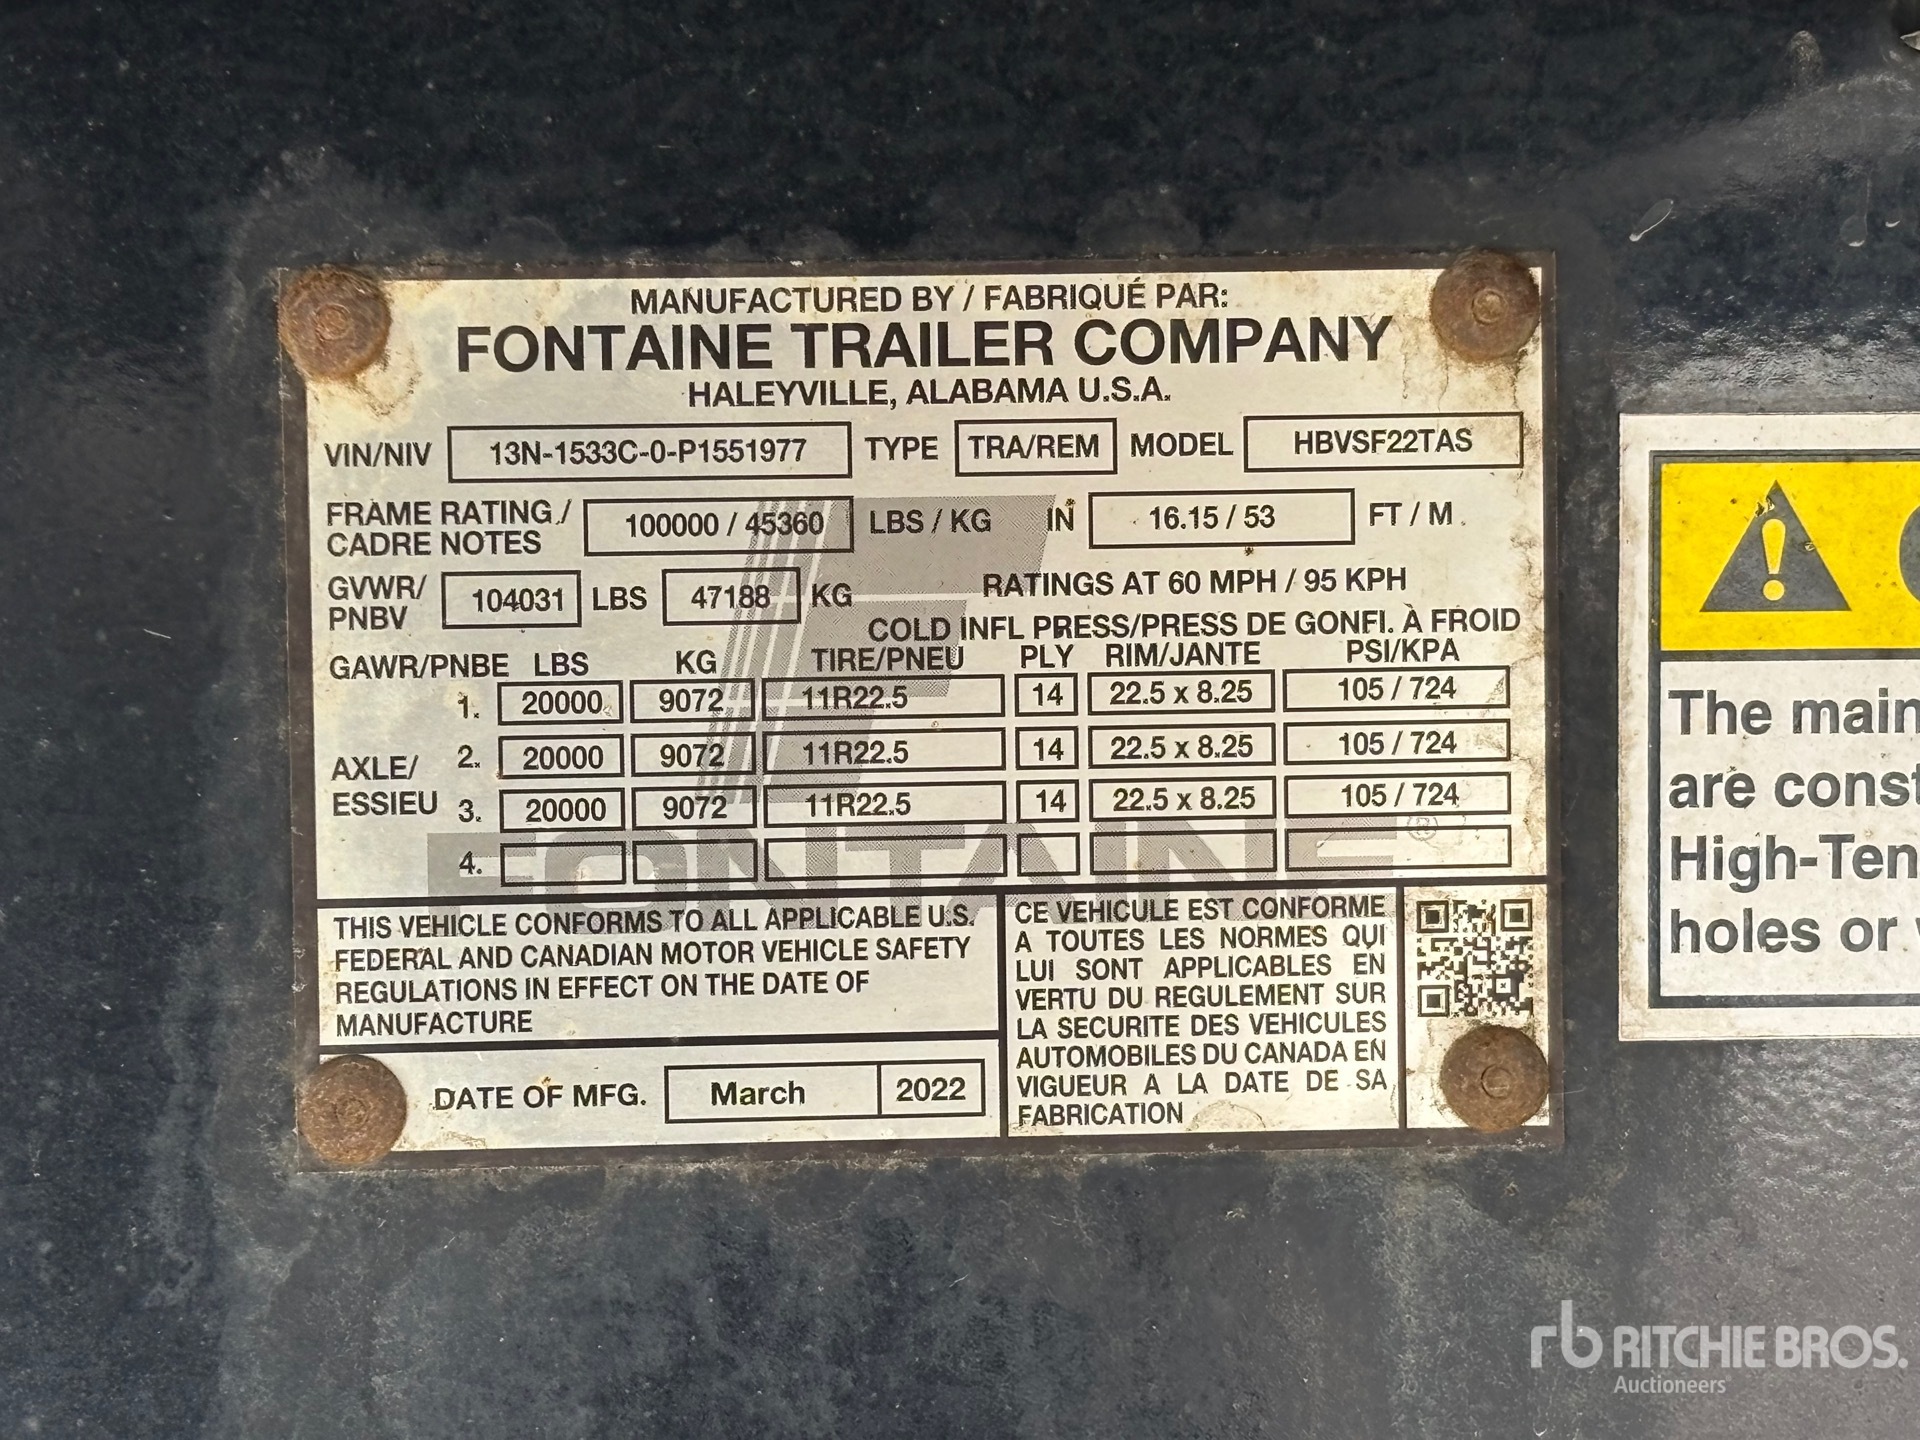 MANUFACTURED BY / FABRIQUÉ PAR:
FONTAINE TRAILER COMPANY
HALEYVILLE, ALABAMA U.S.A.
VIN/NIV 13N-1533C-0-P1551977 TYPE TRA/REM MODEL HBVSF22TAS
FRAME RATING / CADRE NOTES 100000 / 45360 LBS / KG IN 16.15 / 53 FT / M
GVWR/ PNBV 104031 LBS 47188 KG RATINGS AT 60 MPH / 95 KPH
COLD INFL PRESS/PRESS DE GONFI. À FROID
GAWR/PNBE LBS KG TIRE/PNEU PLY RIM/JANTE PSI/KPA
AXLE/ ESSIEU
1. 20000 9072 11R22.5 14 22.5 x 8.25 105 / 724
2. 20000 9072 11R22.5 14 22.5 x 8.25 105 / 724
3. 20000 9072 11R22.5 14 22.5 x 8.25 105 / 724
4.
FONTAINE ®
THIS VEHICLE CONFORMS TO ALL APPLICABLE U.S.
FEDERAL AND CANADIAN MOTOR VEHICLE SAFETY
REGULATIONS IN EFFECT ON THE DATE OF
MANUFACTURE
DATE OF MFG. March 2022
CE VEHICULE EST CONFORME
A TOUTES LES NORMES QUI
LUI SONT APPLICABLES EN
VERTU DU REGULEMENT SUR
LA SECURITE DES VEHICULES
AUTOMOBILES DU CANADA EN
VIGUEUR A LA DATE DE SA
FABRICATION
The main
are const
High-Ten
holes or
rb RITCHIE BROS.
Auctioneers